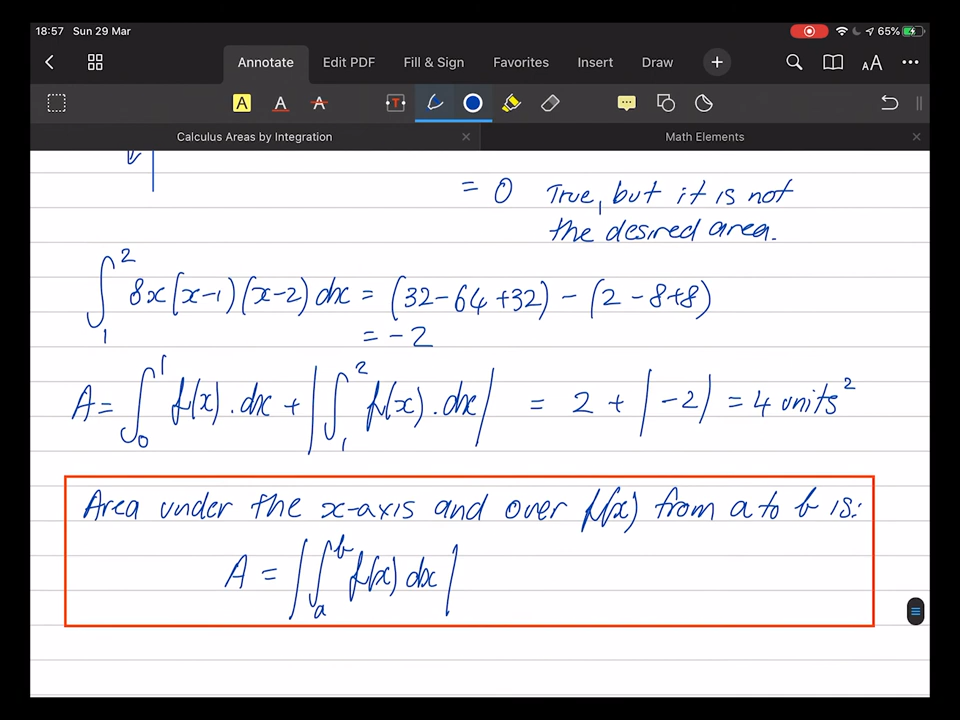 18:57 Sun 29 Mar 65%
Annotate Edit PDF Fill & Sign Favorites Insert Draw
A A A T AA
Calculus Areas by Integration × Math Elements ×
= 0 True, but it is not
the desired area.
∫₁² 8x(x-1)(x-2) dx = (32-64+32) - (2-8+8)
= -2
A = ∫₀¹ f(x).dx + |∫₁² f(x).dx| = 2 + |-2| = 4 units²
Area under the x-axis and over f(x) from a to b is:
A = |∫ₐᵇ f(x) dx|